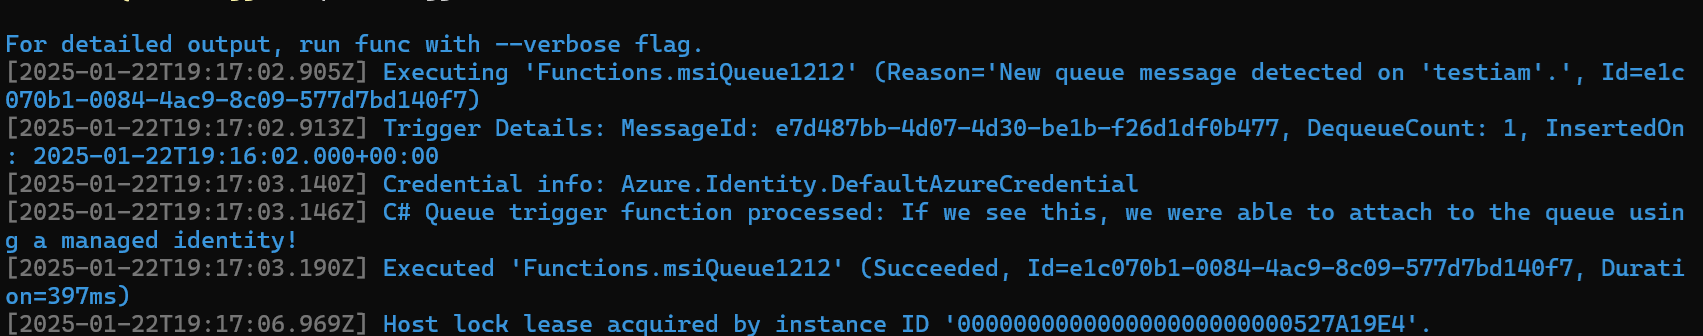 For detailed output, run func with --verbose flag.
[2025-01-22T19:17:02.905Z] Executing 'Functions.msiQueue1212' (Reason='New queue message detected on 'testiam'.', Id=e1c
070b1-0084-4ac9-8c09-577d7bd140f7)
[2025-01-22T19:17:02.913Z] Trigger Details: MessageId: e7d487bb-4d07-4d30-be1b-f26d1df0b477, DequeueCount: 1, InsertedOn
: 2025-01-22T19:16:02.000+00:00
[2025-01-22T19:17:03.140Z] Credential info: Azure.Identity.DefaultAzureCredential
[2025-01-22T19:17:03.146Z] C# Queue trigger function processed: If we see this, we were able to attach to the queue usin
g a managed identity!
[2025-01-22T19:17:03.190Z] Executed 'Functions.msiQueue1212' (Succeeded, Id=e1c070b1-0084-4ac9-8c09-577d7bd140f7, Durati
on=397ms)
[2025-01-22T19:17:06.969Z] Host lock lease acquired by instance ID '000000000000000000000000527A19E4'.